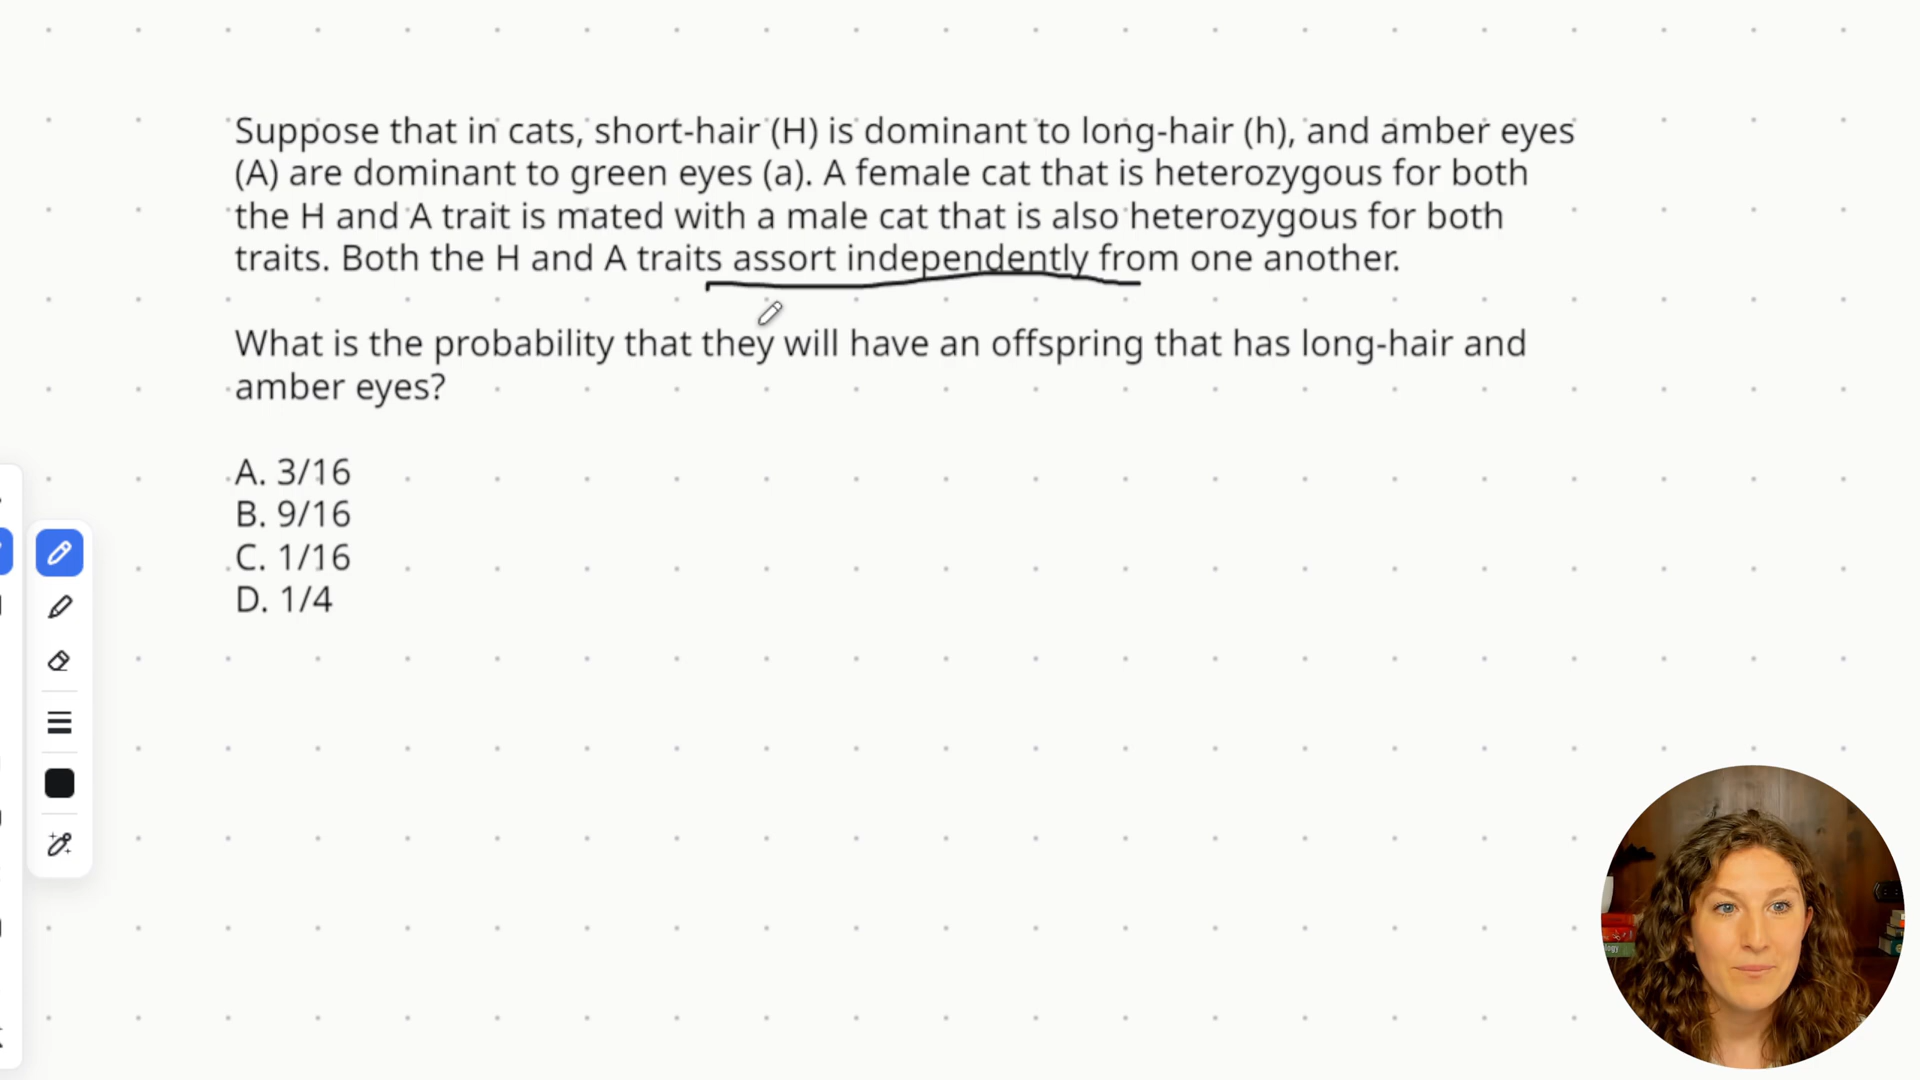 Suppose that in cats, short-hair (H) is dominant to long-hair (h), and amber eyes
(A) are dominant to green eyes (a). A female cat that is heterozygous for both
the H and A trait is mated with a male cat that is also heterozygous for both
traits. Both the H and A traits assort independently from one another.
What is the probability that they will have an offspring that has long-hair and
amber eyes?
A. 3/16
B. 9/16
C. 1/16
D. 1/4